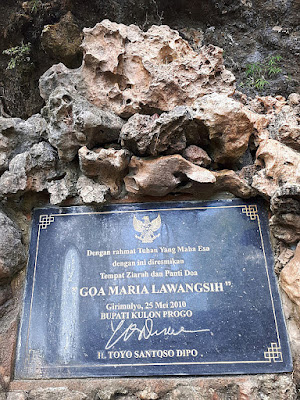 Dengan rahmat Tuhan Yang Maha Esa
dengan ini diresmikan
Tempat Ziarah dan Panti Doa
"GOA MARIA LAWANGSIH"
Girimulyo, 25 Mei 2010
BUPATI KULON PROGO
H. TOYO SANTOSO DIPO